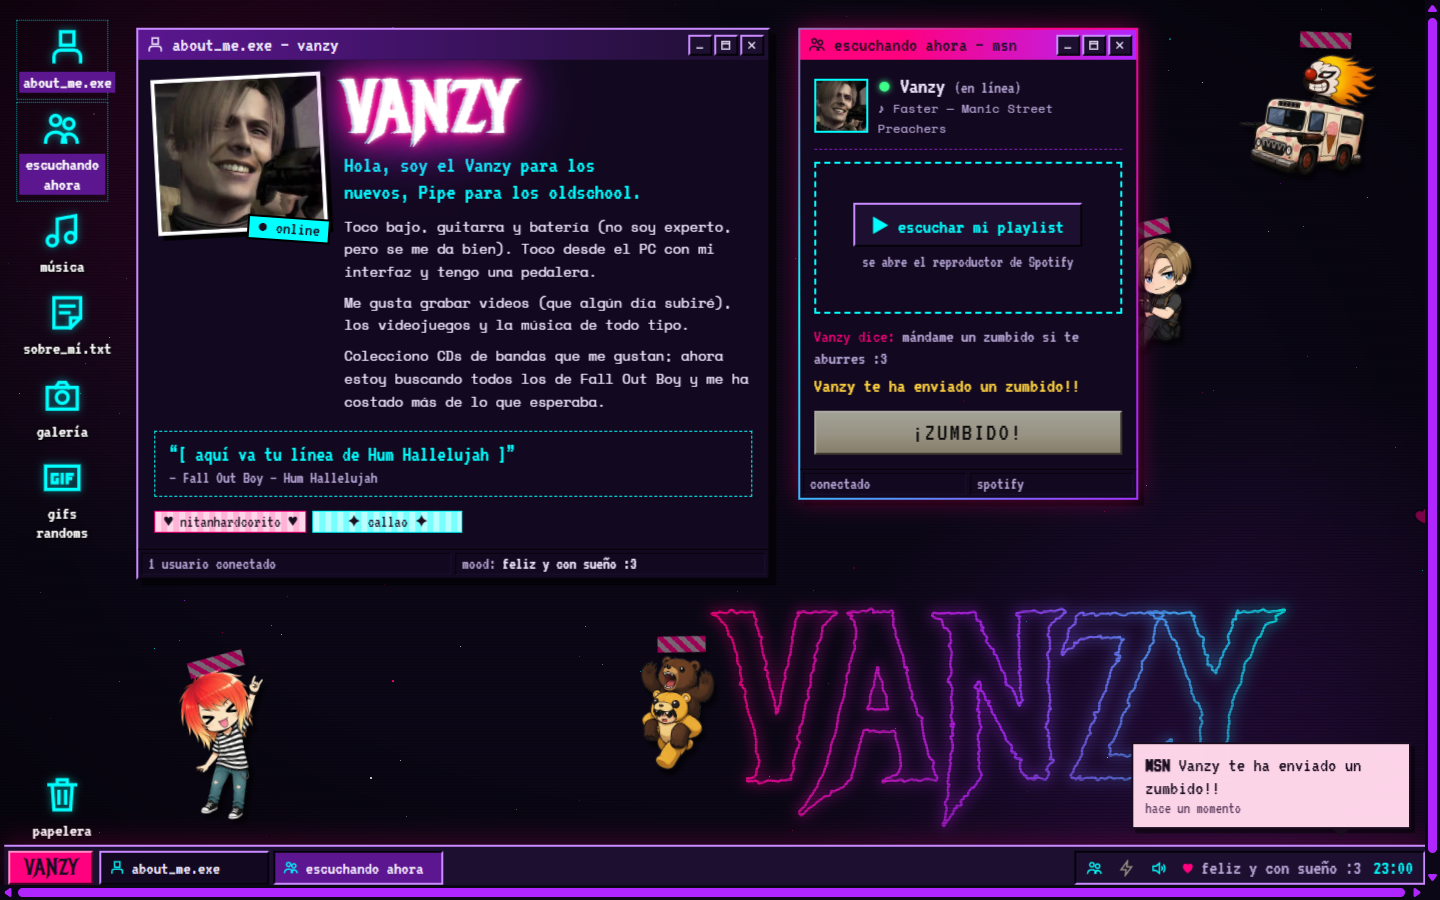 about_me.exe
escuchando
ahora
música
sobre_mí.txt
galería
GIF
gifs
randoms
papelera
about_me.exe - vanzy
VANZY
online
Hola, soy el Vanzy para los
nuevos, Pipe para los oldschool.
Toco bajo, guitarra y batería (no soy experto,
pero se me da bien). Toco desde el PC con mi
interfaz y tengo una pedalera.
Me gusta grabar videos (que algún día subiré),
los videojuegos y la música de todo tipo.
Colecciono CDs de bandas que me gustan; ahora
estoy buscando todos los de Fall Out Boy y me ha
costado más de lo que esperaba.
“[ aquí va tu línea de Hum Hallelujah ]”
— Fall Out Boy — Hum Hallelujah
♥ nitanhardcorito ♥
✦ callao ✦
1 usuario conectado
mood: feliz y con sueño :3
escuchando ahora - msn
Vanzy (en línea)
♪ Faster — Manic Street
Preachers
▶ escuchar mi playlist
se abre el reproductor de Spotify
Vanzy dice: mándame un zumbido si te
aburres :3
Vanzy te ha enviado un zumbido!!
¡ZUMBIDO!
conectado
spotify
VANZY
MSN Vanzy te ha enviado un
zumbido!!
hace un momento
VANZY
about_me.exe
escuchando ahora
♥ feliz y con sueño :3
23:00